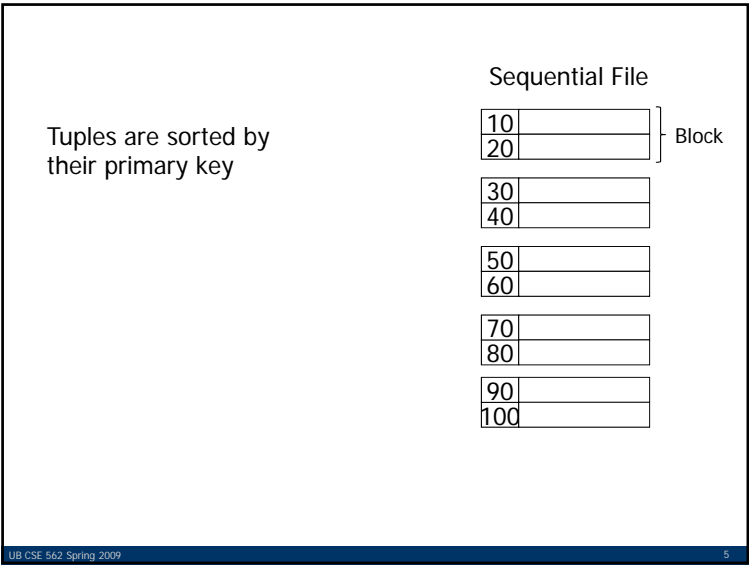 Sequential File
Tuples are sorted by
their primary key
10
20
Block
30
40
50
60
70
80
90
100
UB CSE 562 Spring 2009
5